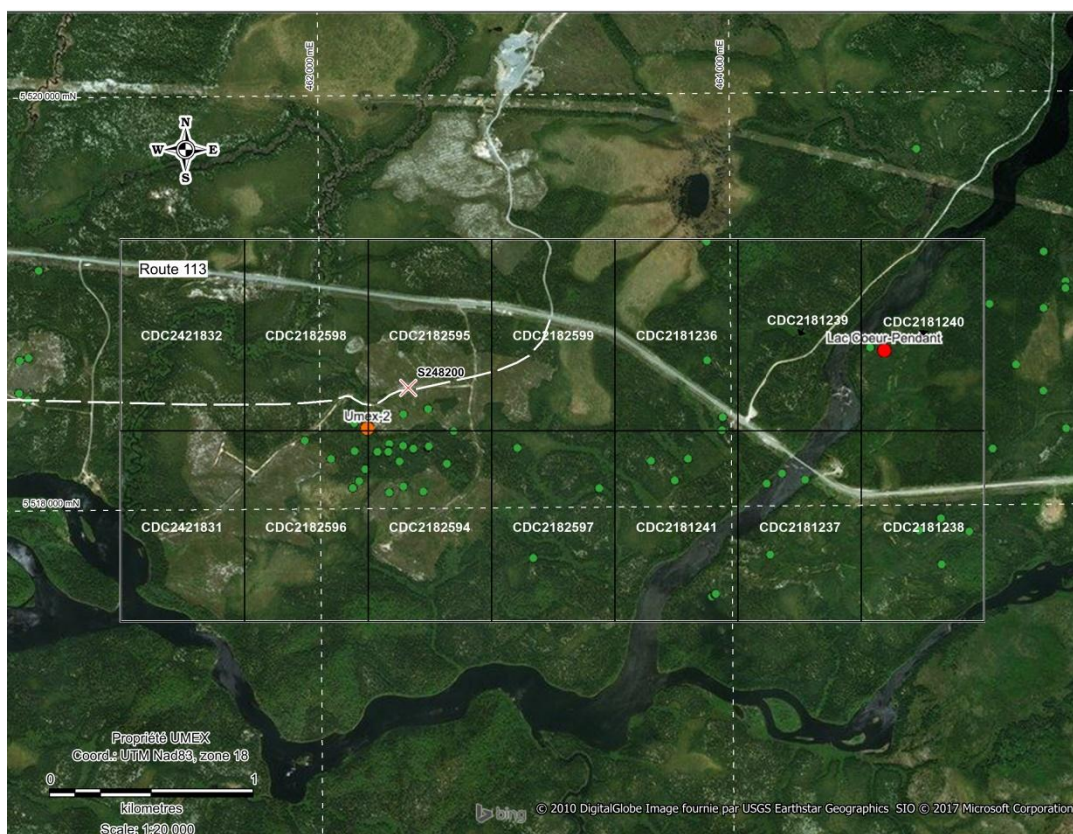 462 000 mE
464 000 mE
5 520 000 mN
N
W E
S
Route 113
CDC2421832
CDC2182598
CDC2182595
CDC2182599
CDC2181236
CDC2181239
CDC2181240
Lac Coeur-Pendant
S248200
Umex-2
5 518 000 mN
CDC2421831
CDC2182596
CDC2182594
CDC2182597
CDC2181241
CDC2181237
CDC2181238
Propriété UMEX
Coord.: UTM Nad83, zone 18
0 1
kilometres
Scale: 1:20 000
bing
© 2010 DigitalGlobe Image fournie par USGS Earthstar Geographics SIO © 2017 Microsoft Corporation